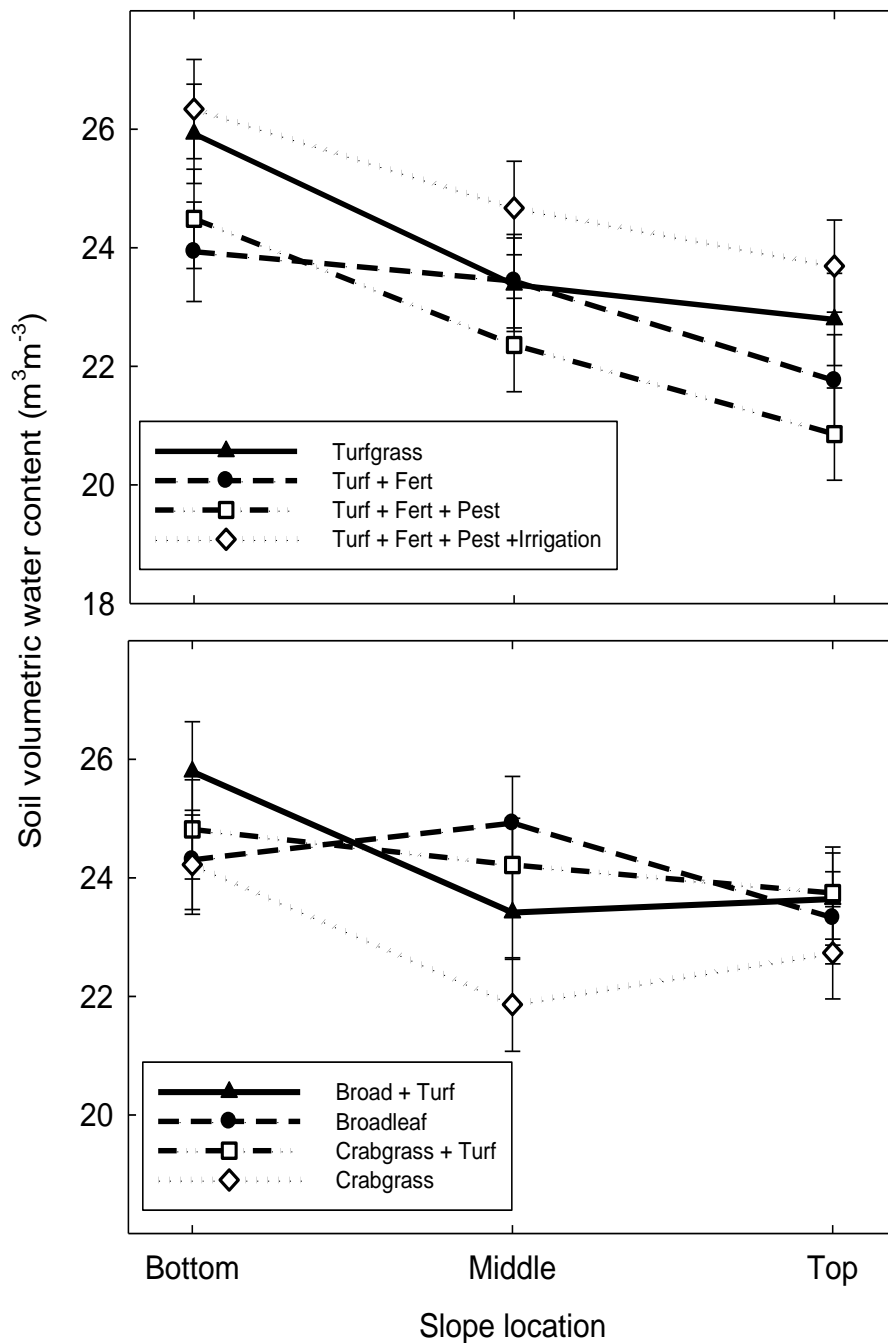 26
24
22
20
18
Turfgrass
Turf + Fert
Turf + Fert + Pest
Turf + Fert + Pest +Irrigation
Soil volumetric water content (m³m⁻³)
26
24
22
20
Broad + Turf
Broadleaf
Crabgrass + Turf
Crabgrass
Bottom Middle Top
Slope location